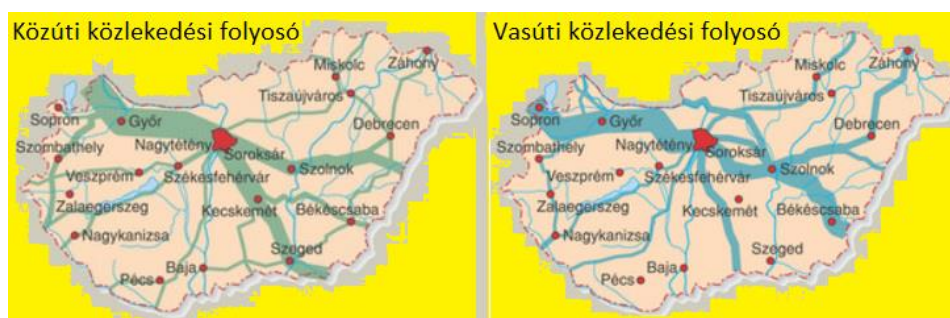 Közúti közlekedési folyosó
Miskolc
Záhony
Tiszaújváros
Sopron
Győr
Debrecen
Nagytétény
Soroksár
Szombathely
Szolnok
Veszprém
Székesfehérvár
Zalaegerszeg
Kecskemét
Békéscsaba
Nagykanizsa
Szeged
Pécs
Baja
Vasúti közlekedési folyosó
Miskolc
Záhony
Tiszaújváros
Sopron
Győr
Debrecen
Nagytétény
Soroksár
Szombathely
Szolnok
Veszprém
Székesfehérvár
Zalaegerszeg
Kecskemét
Békéscsaba
Nagykanizsa
Szeged
Pécs
Baja